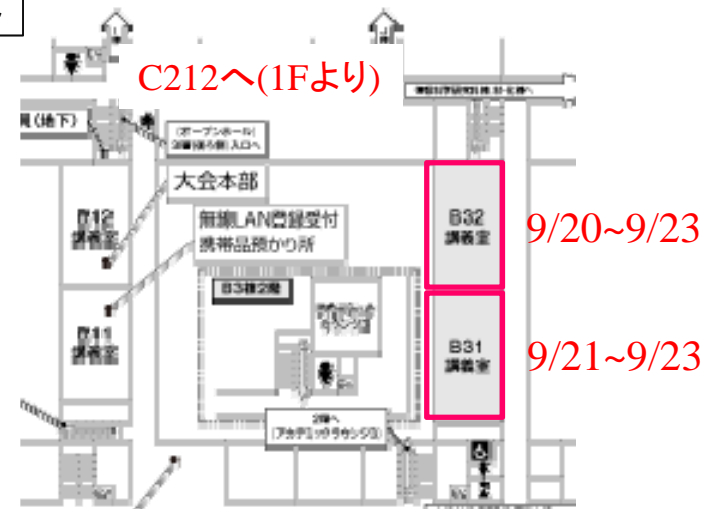 C212へ(1Fより)
(地下)
(オープンホール)
入口へ
大会本部
B12
講義室
無線LAN登録受付
携帯品預かり所
B32
講義室
9/20~9/23
B3棟2階
B11
講義室
B31
講義室
9/21~9/23
2階へ